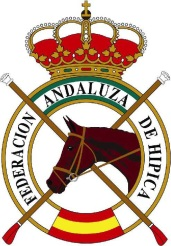 FEDERACION ANDALUZA DE HIPICA